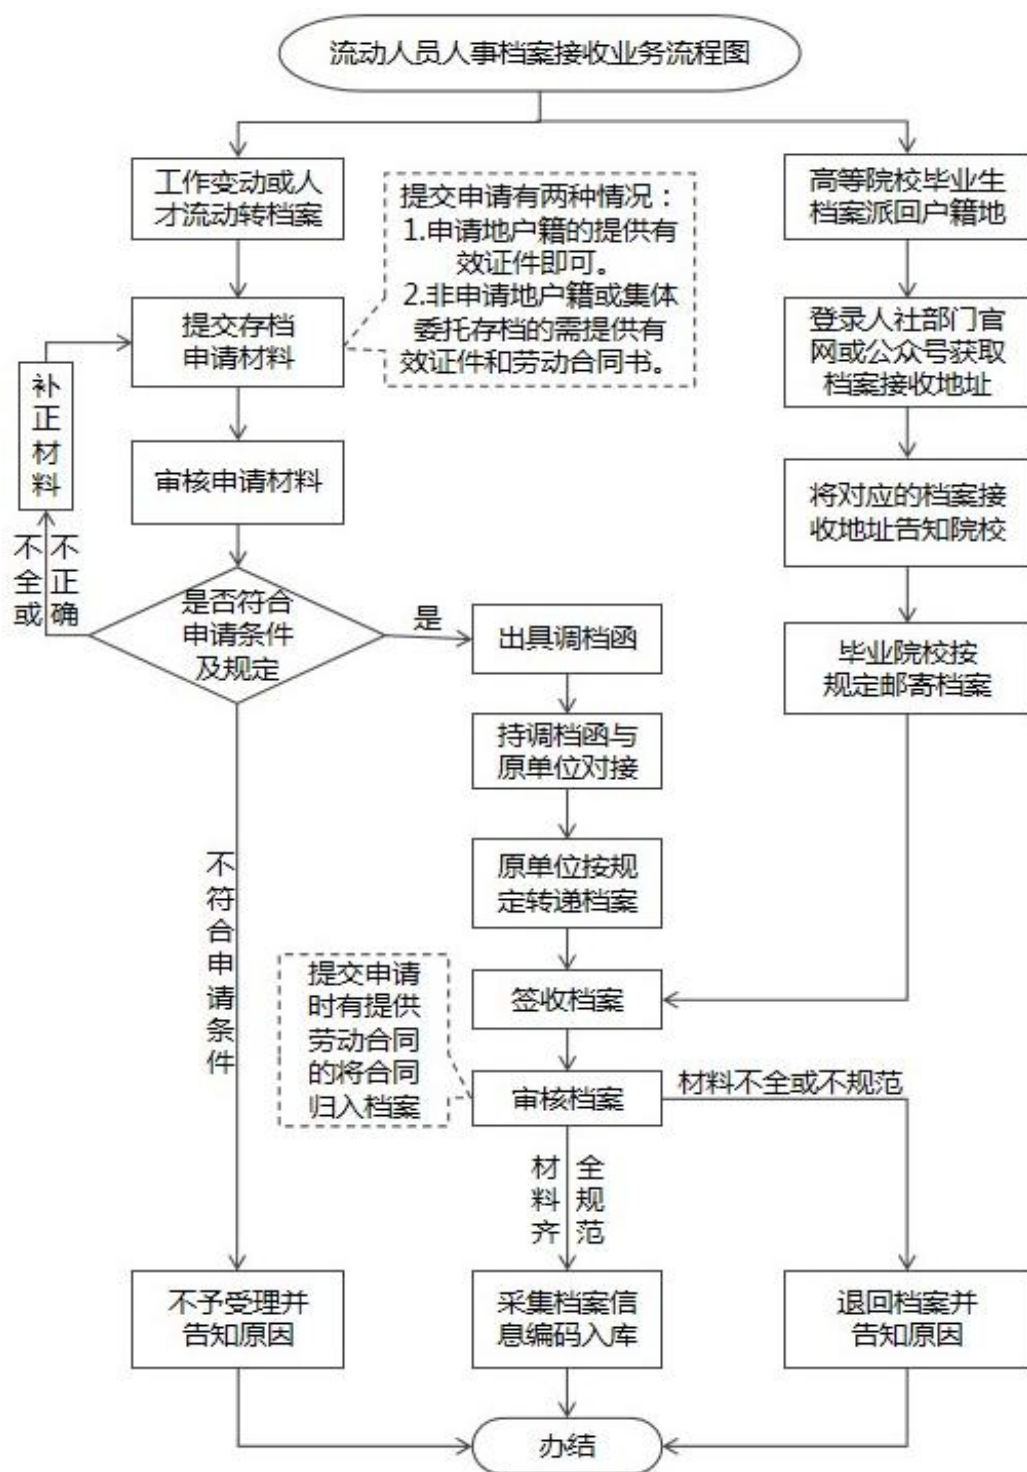 流动人员人事档案接收业务流程图
工作变动或人
才流动转档案
提交申请有两种情况：
1.申请地户籍的提供有
效证件即可。
2.非申请地户籍或集体
委托存档的需提供有
效证件和劳动合同书。
高等院校毕业生
档案派回户籍地
提交存档
申请材料
登录人社部门官
网或公众号获取
档案接收地址
补正材料
审核申请材料
将对应的档案接
收地址告知院校
不全或
不正确
是否符合
申请条件
及规定
是
出具调档函
毕业院校按
规定邮寄档案
持调档函与
原单位对接
原单位按规
定转递档案
不符合申请条件
提交申请
时有提供
劳动合同
的将合同
归入档案
签收档案
审核档案
材料不全或不规范
材料齐
全规范
不予受理并
告知原因
采集档案信
息编码入库
退回档案并
告知原因
办结